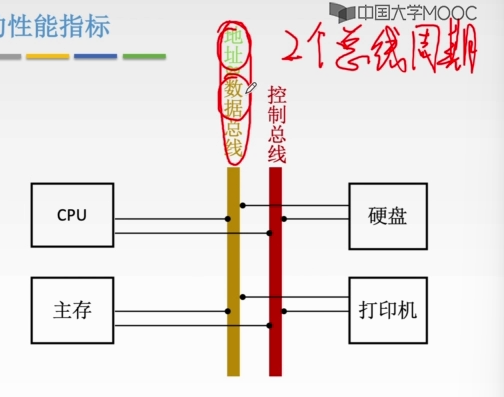 中国大学MOOC
的性能指标
2个总线周期
地址数据总线
控制总线
CPU
硬盘
主存
打印机